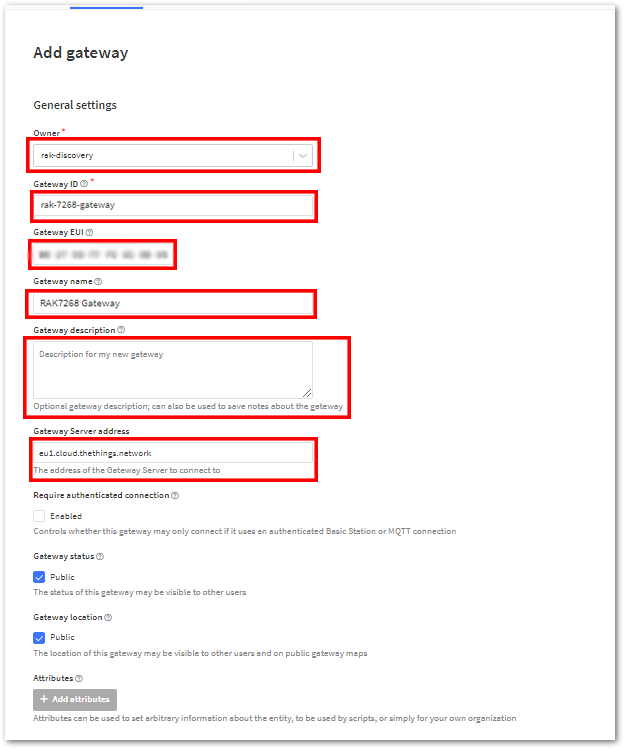 Add gateway
General settings
Owner *
rak-discovery
Gateway ID *
rak-7268-gateway
Gateway EUI
Gateway name
RAK7268 Gateway
Gateway description
Description for my new gateway
Optional gateway description; can also be used to save notes about the gateway
Gateway Server address
eu1.cloud.thethings.network
The address of the Gateway Server to connect to
Require authenticated connection
Enabled
Controls whether this gateway may only connect if it uses an authenticated Basic Station or MQTT connection
Gateway status
Public
The status of this gateway may be visible to other users
Gateway location
Public
The location of this gateway may be visible to other users and on public gateway maps
Attributes
+ Add attributes
Attributes can be used to set arbitrary information about the entity, to be used by scripts, or simply for your own organization